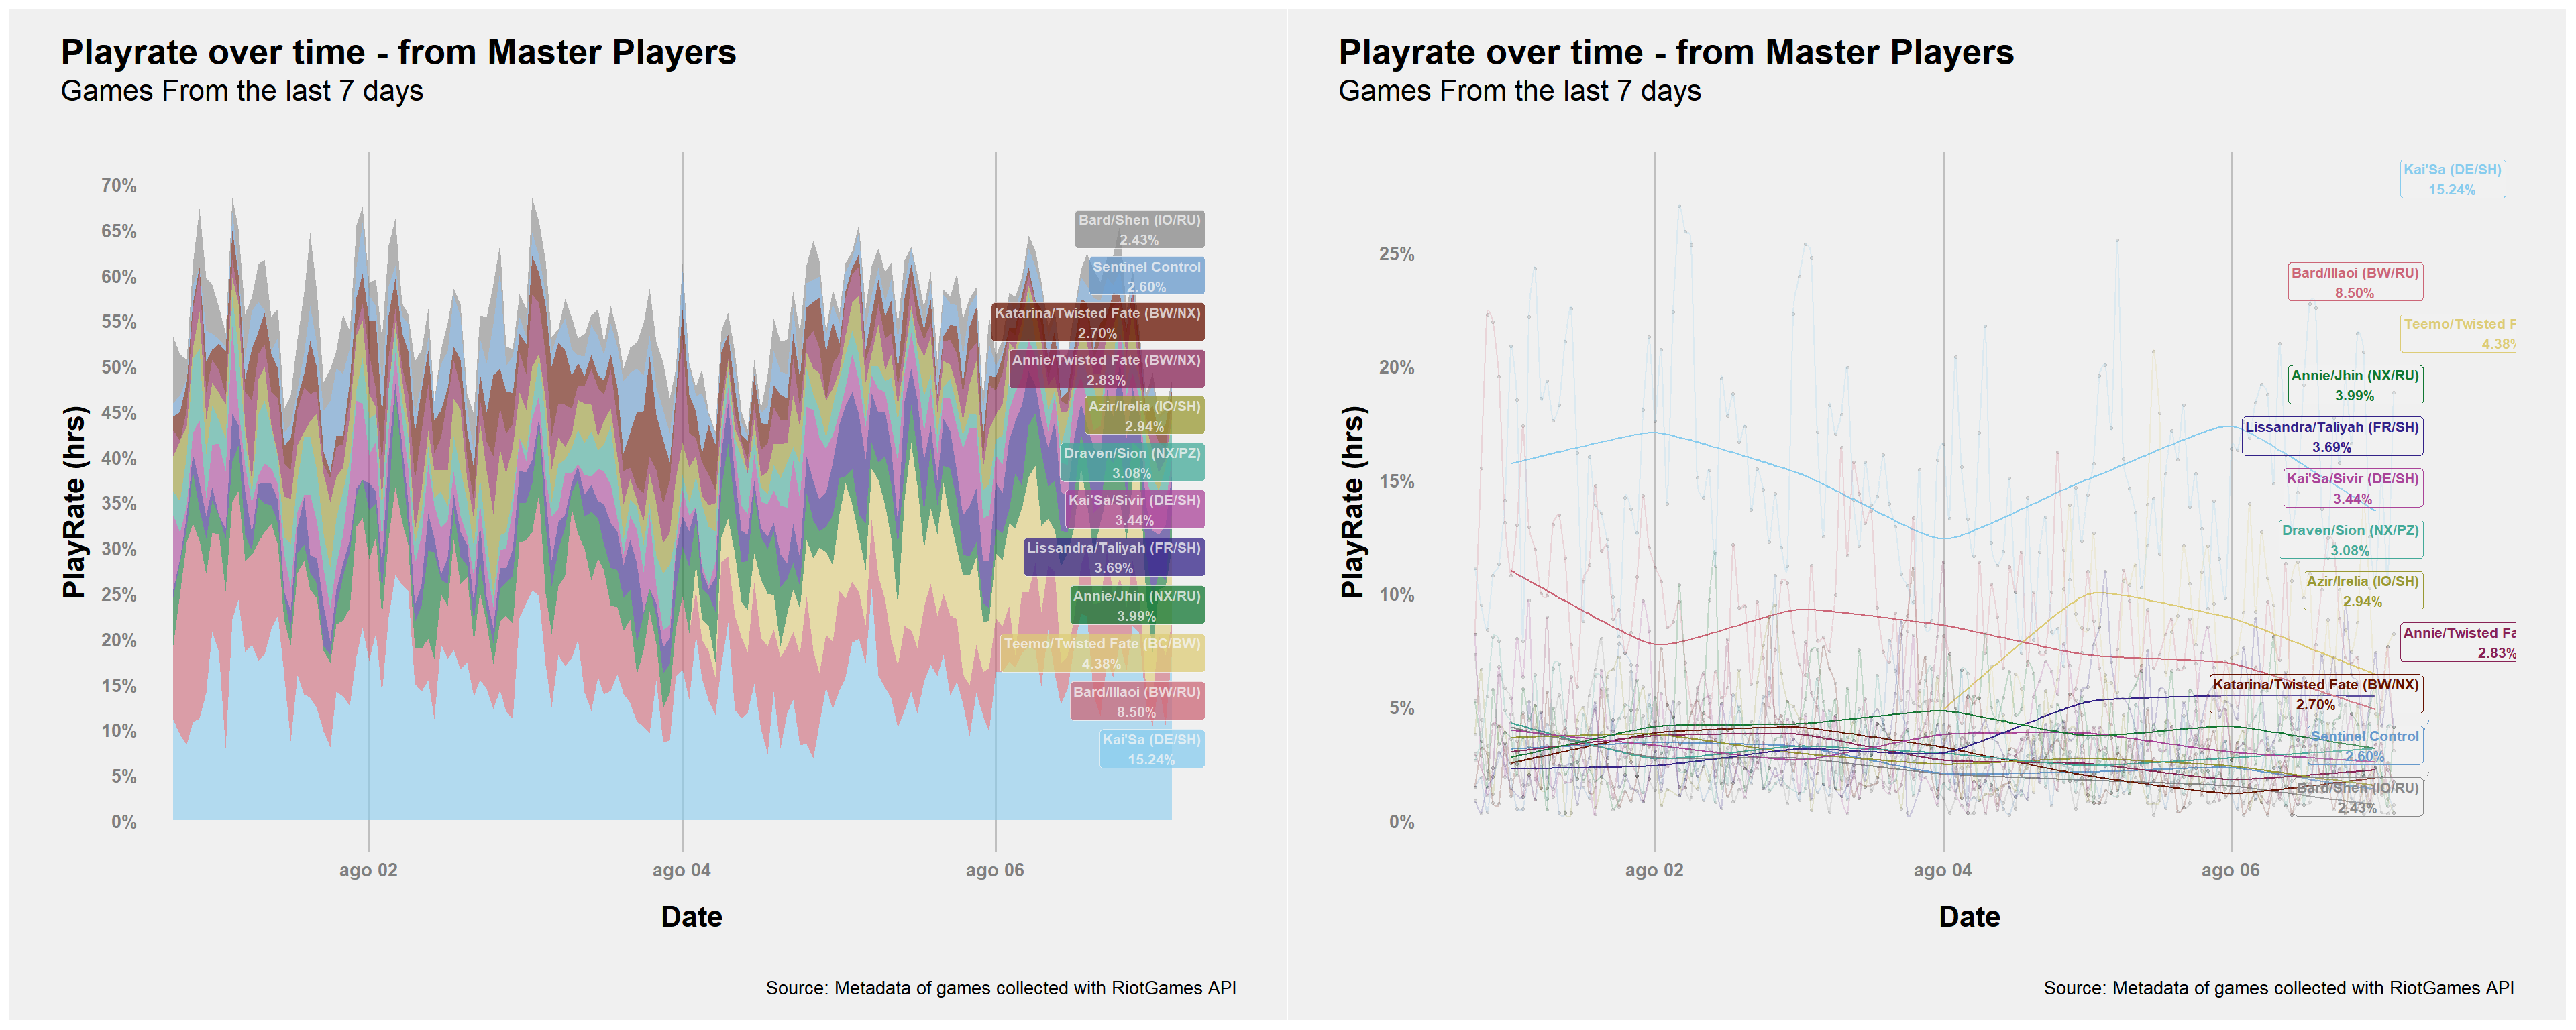 Playrate over time - from Master Players
Games From the last 7 days
PlayRate (hrs)
70%
65%
60%
55%
50%
45%
40%
35%
30%
25%
20%
15%
10%
5%
0%
Bard/Shen (IO/RU)
2.43%
Sentinel Control
2.60%
Katarina/Twisted Fate (BW/NX)
2.70%
Annie/Twisted Fate (BW/NX)
2.83%
Azir/Irelia (IO/SH)
2.94%
Draven/Sion (NX/PZ)
3.08%
Kai'Sa/Sivir (DE/SH)
3.44%
Lissandra/Taliyah (FR/SH)
3.69%
Annie/Jhin (NX/RU)
3.99%
Teemo/Twisted Fate (BC/BW)
4.38%
Bard/Illaoi (BW/RU)
8.50%
Kai'Sa (DE/SH)
15.24%
ago 02
ago 04
ago 06
Date
Source: Metadata of games collected with RiotGames API
Playrate over time - from Master Players
Games From the last 7 days
PlayRate (hrs)
25%
20%
15%
10%
5%
0%
Kai'Sa (DE/SH)
15.24%
Bard/Illaoi (BW/RU)
8.50%
Teemo/Twisted F
4.38%
Annie/Jhin (NX/RU)
3.99%
Lissandra/Taliyah (FR/SH)
3.69%
Kai'Sa/Sivir (DE/SH)
3.44%
Draven/Sion (NX/PZ)
3.08%
Azir/Irelia (IO/SH)
2.94%
Annie/Twisted Fa
2.83%
Katarina/Twisted Fate (BW/NX)
2.70%
Sentinel Control
2.60%
Bard/Shen (IO/RU)
2.43%
ago 02
ago 04
ago 06
Date
Source: Metadata of games collected with RiotGames API